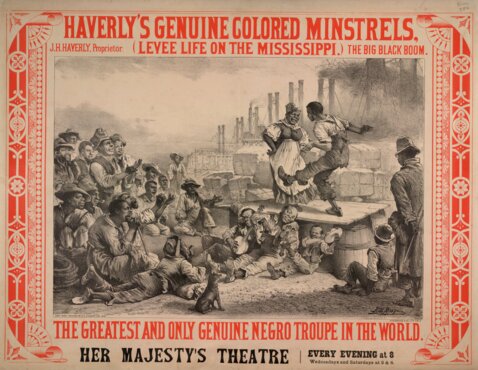 HAVERLY'S GENUINE COLORED MINSTRELS,
J.H. HAVERLY, Proprietor. (LEVEE LIFE ON THE MISSISSIPPI.) THE BIG BLACK BOOM.
THE GREATEST AND ONLY GENUINE NEGRO TROUPE IN THE WORLD.
HER MAJESTY'S THEATRE
EVERY EVENING at 8
Wednesdays and Saturdays at 2 & 8.